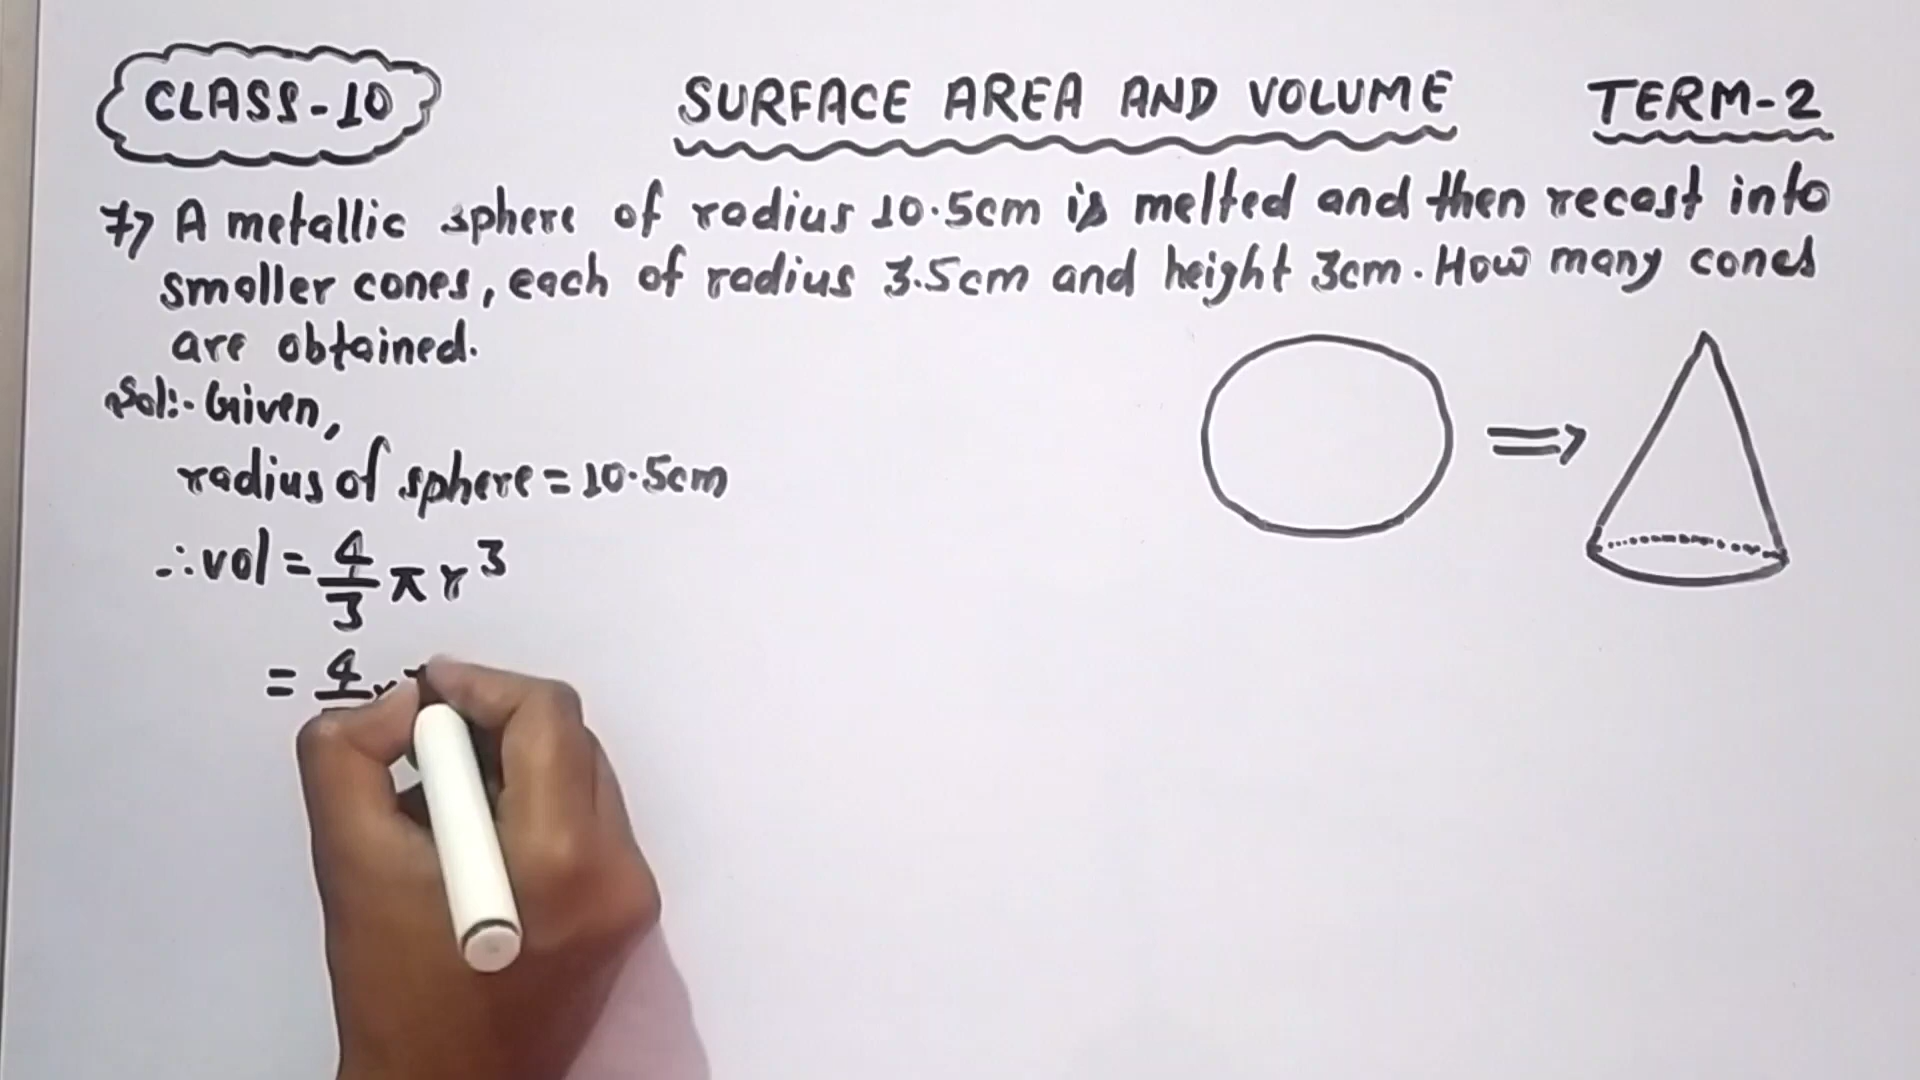 CLASS-10
SURFACE AREA AND VOLUME
TERM-2
7) A metallic sphere of radius 10.5cm is melted and then recast into
smaller cones, each of radius 3.5cm and height 3cm. How many cones
are obtained.
Sol:- Given,
radius of sphere = 10.5cm
∴ vol = 4/3 π r³
= 4